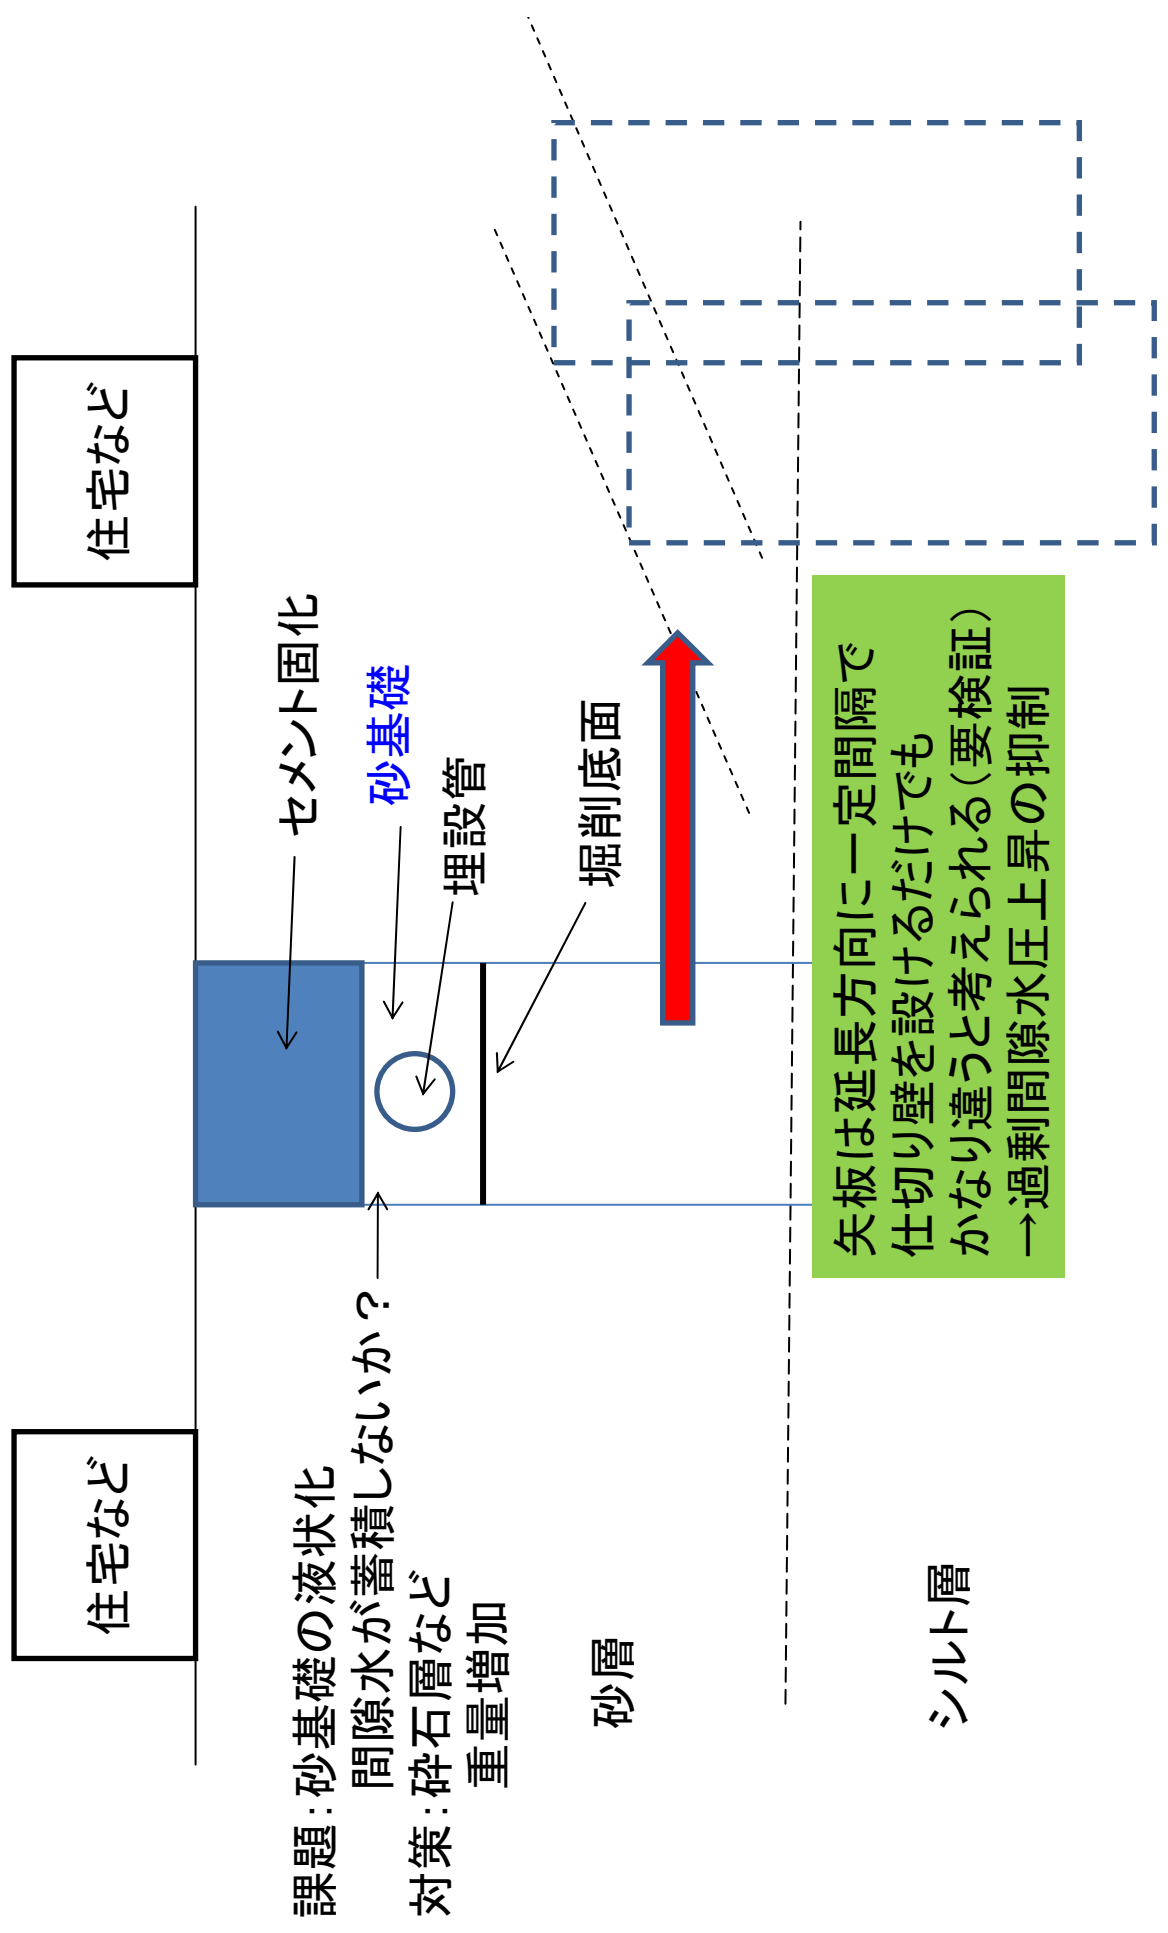 住宅など
住宅など
セメント固化
砂基礎
埋設管
掘削底面
課題：砂基礎の液状化
間隙水が蓄積しないか？
対策：砕石層など
重量増加
砂層
シルト層
矢板は延長方向に一定間隔で
仕切り壁を設けるだけでも
かなり違うと考えられる（要検証）
→過剰間隙水圧上昇の抑制